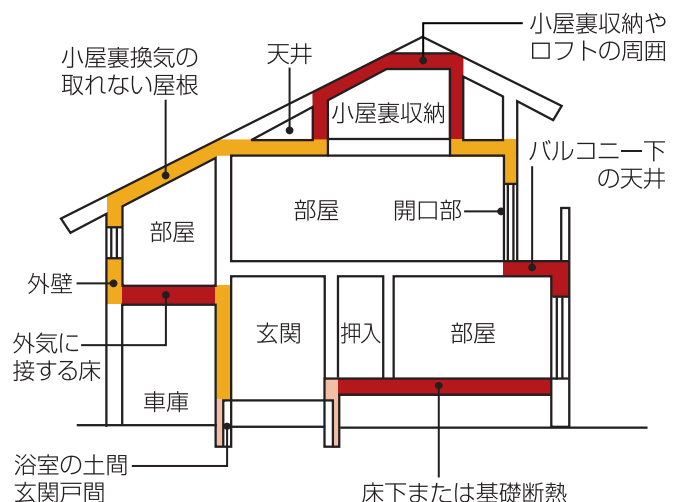 小屋裏収納や
ロフトの周囲
小屋裏換気の
取れない屋根
天井
小屋裏収納
バルコニー下
の天井
部屋
部屋
開口部
外壁
外気に
接する床
玄関
押入
部屋
車庫
浴室の土間
玄関戸間
床下または基礎断熱